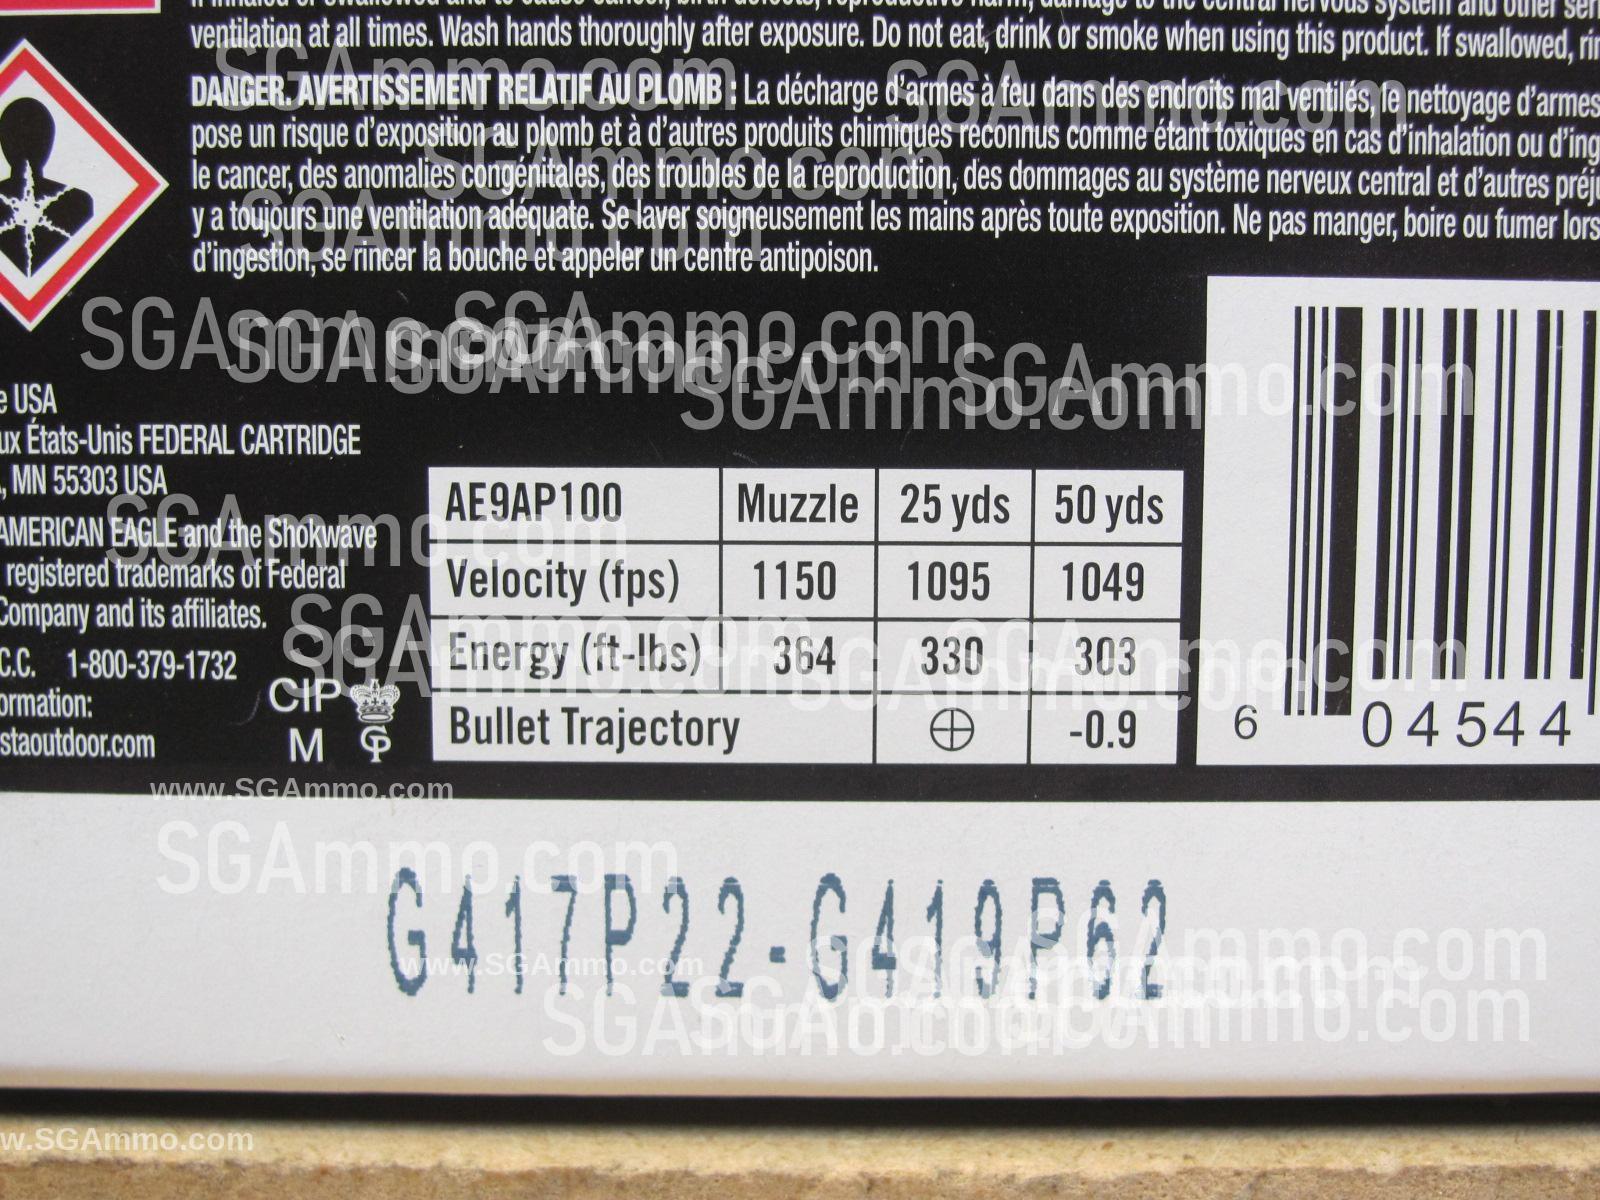 ventilation at all times. Wash hands thoroughly after exposure. Do not eat, drink or smoke when using this product. If swallowed,
DANGER. AVERTISSEMENT RELATIF AU PLOMB : La décharge d'armes à feu dans des endroits mal ventilés, le nettoyage d'armes
pose un risque d'exposition au plomb et à d'autres produits chimiques reconnus comme étant toxiques en cas d'inhalation ou
le cancer, des anomalies congénitales, des troubles de la reproduction, des dommages au système nerveux central et d'autres
y a toujours une ventilation adéquate. Se laver soigneusement les mains après toute exposition. Ne pas manger, boire ou fumer
d'ingestion, se rincer la bouche et appeler un centre antipoison.
USA
États-Unis FEDERAL CARTRIDGE
, MN 55303 USA
AMERICAN EAGLE and the Shokwave
registered trademarks of Federal
Company and its affiliates.
C.C. 1-800-379-1732
CIP
M
AE9AP100 Muzzle 25 yds 50 yds
Velocity (fps) 1150 1095 1049
Energy (ft-lbs) 364 330 303
Bullet Trajectory ⊕ -0.9
6 04544
G417P22-G419P62
SGAmmo.com
www.SGAmmo.com
SGAmmo.com
www.SGAmmo.com
SGAmmo.com
w.SGAmmo.com